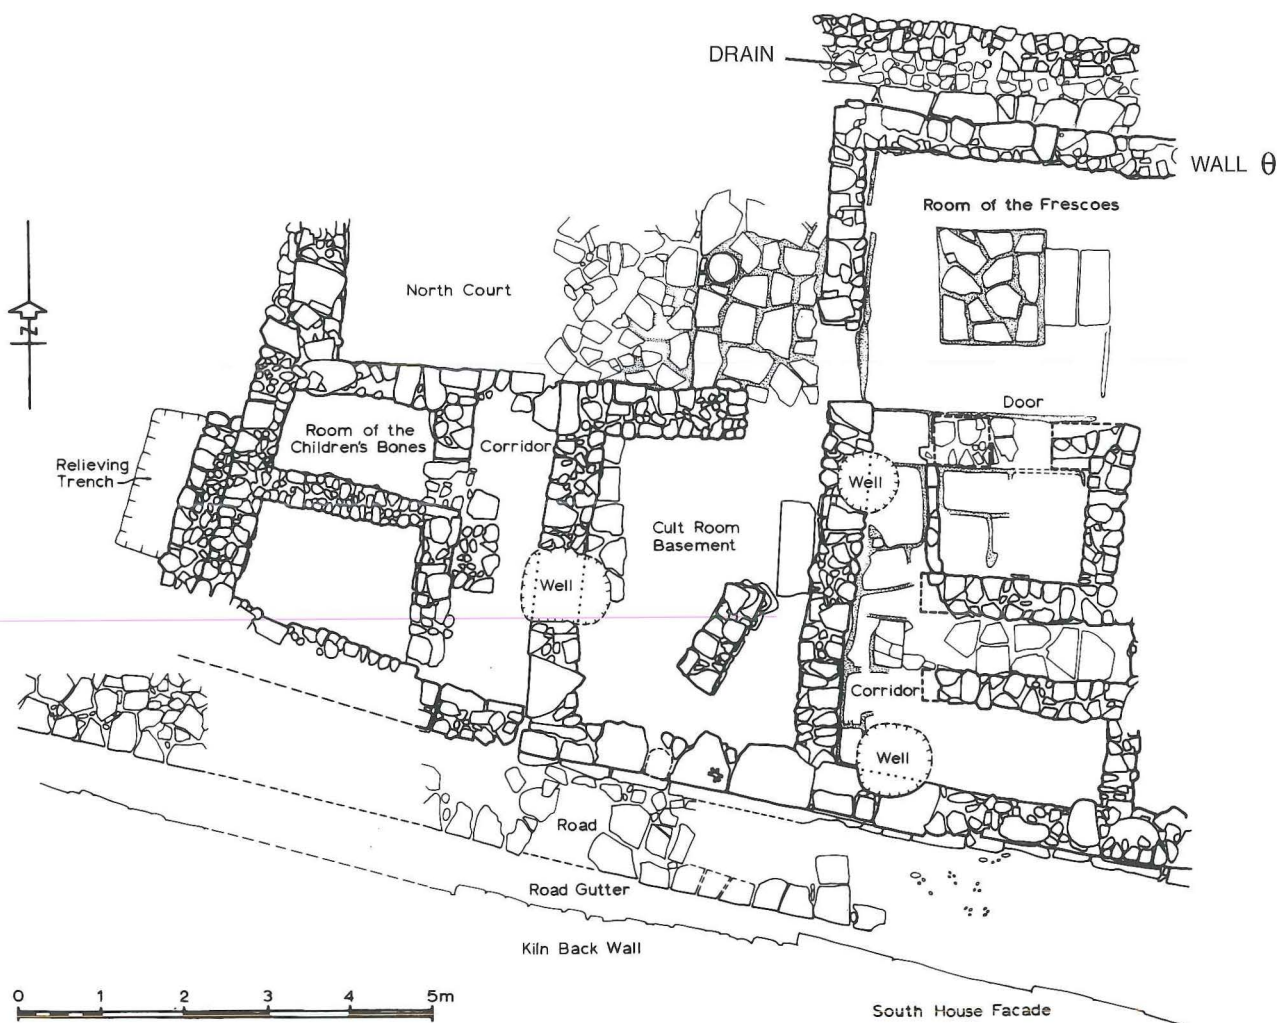 DRAIN
WALL θ
Room of the Frescoes
North Court
N
Door
Room of the
Children's Bones
Corridor
Relieving
Trench
Well
Cult Room
Basement
Well
Corridor
Well
Road
Road Gutter
Kiln Back Wall
South House Facade
0 1 2 3 4 5m